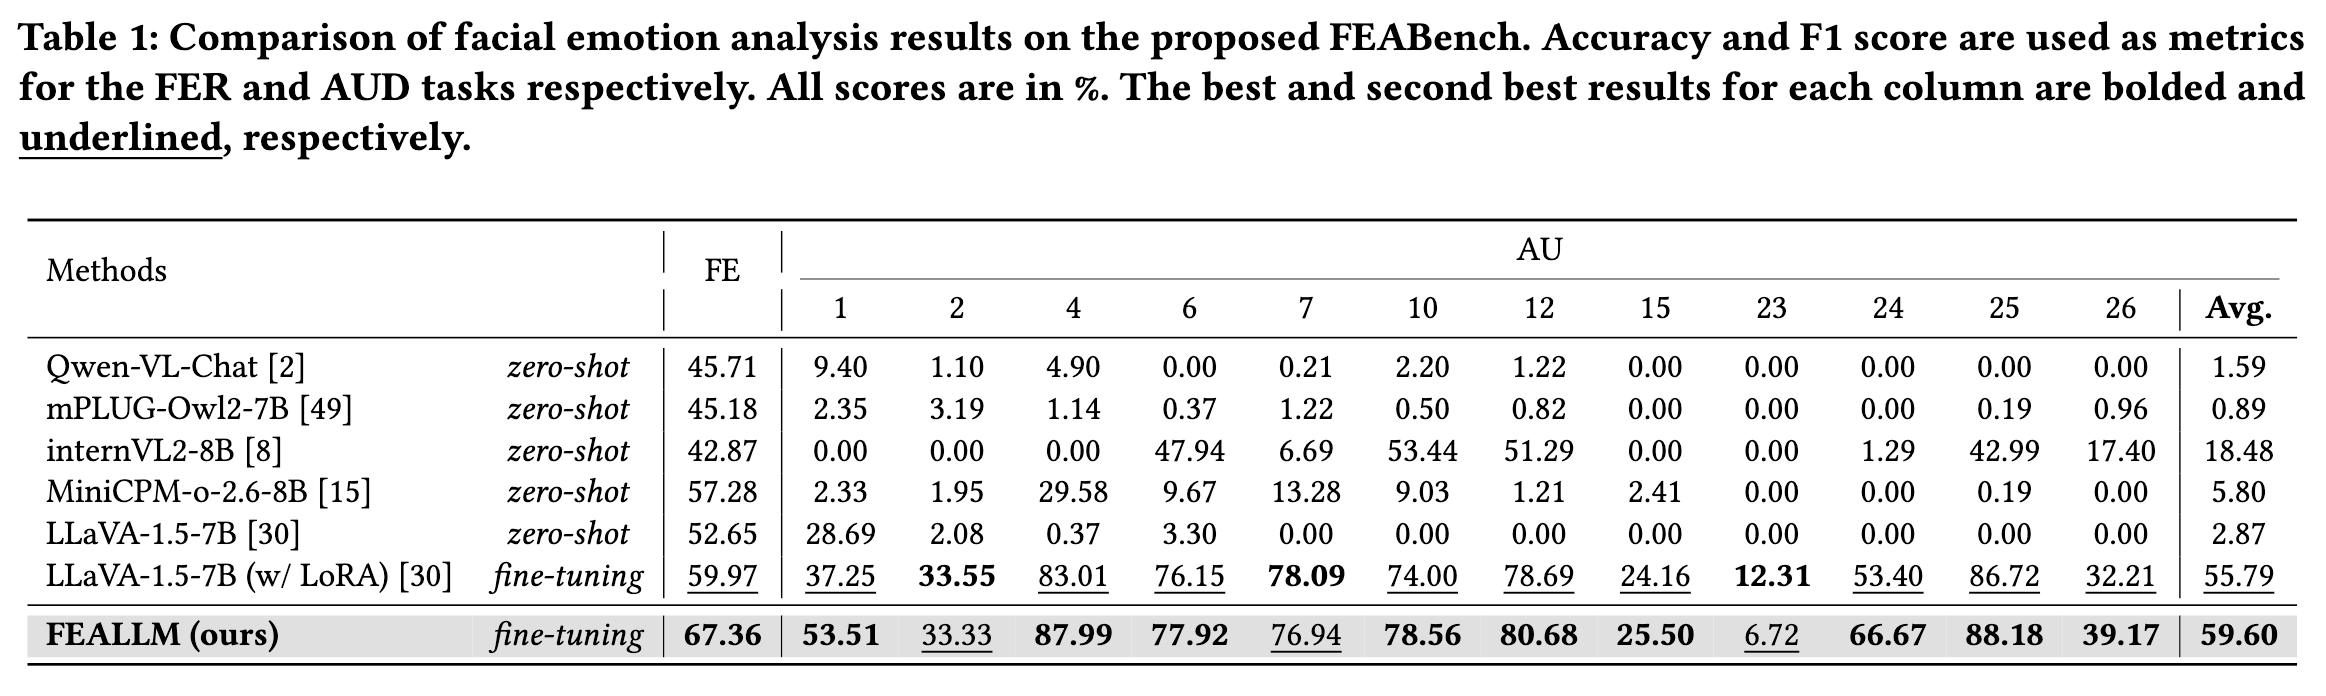 Table 1: Comparison of facial emotion analysis results on the proposed FEABench. Accuracy and F1 score are used as metrics
for the FER and AUD tasks respectively. All scores are in %. The best and second best results for each column are bolded and
underlined, respectively.
Methods FE AU
1 2 4 6 7 10 12 15 23 24 25 26 Avg.
Qwen-VL-Chat [2] zero-shot 45.71 9.40 1.10 4.90 0.00 0.21 2.20 1.22 0.00 0.00 0.00 0.00 0.00 1.59
mPLUG-Owl2-7B [49] zero-shot 45.18 2.35 3.19 1.14 0.37 1.22 0.50 0.82 0.00 0.00 0.00 0.19 0.96 0.89
internVL2-8B [8] zero-shot 42.87 0.00 0.00 0.00 47.94 6.69 53.44 51.29 0.00 0.00 1.29 42.99 17.40 18.48
MiniCPM-o-2.6-8B [15] zero-shot 57.28 2.33 1.95 29.58 9.67 13.28 9.03 1.21 2.41 0.00 0.00 0.19 0.00 5.80
LLaVA-1.5-7B [30] zero-shot 52.65 28.69 2.08 0.37 3.30 0.00 0.00 0.00 0.00 0.00 0.00 0.00 0.00 2.87
LLaVA-1.5-7B (w/ LoRA) [30] fine-tuning 59.97 37.25 33.55 83.01 76.15 78.09 74.00 78.69 24.16 12.31 53.40 86.72 32.21 55.79
FEALLM (ours) fine-tuning 67.36 53.51 33.33 87.99 77.92 76.94 78.56 80.68 25.50 6.72 66.67 88.18 39.17 59.60